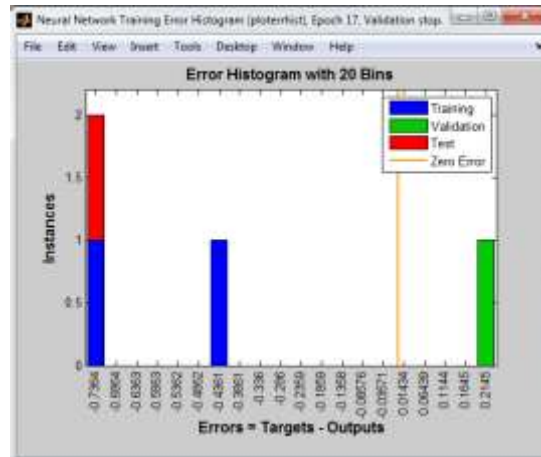 Neural Network Training Error Histogram (ploterrhist), Epoch 17, Validation stop.
File Edit View Insert Tools Desktop Window Help
Error Histogram with 20 Bins
Training
Validation
Test
Zero Error
Instances
2
1.5
1
0.5
0
-0.7364
-0.6864
-0.6363
-0.5863
-0.5362
-0.4862
-0.4361
-0.3861
-0.336
-0.286
-0.2359
-0.1859
-0.1358
-0.08576
-0.03571
0.01434
0.06439
0.1144
0.1645
0.2145
Errors = Targets - Outputs